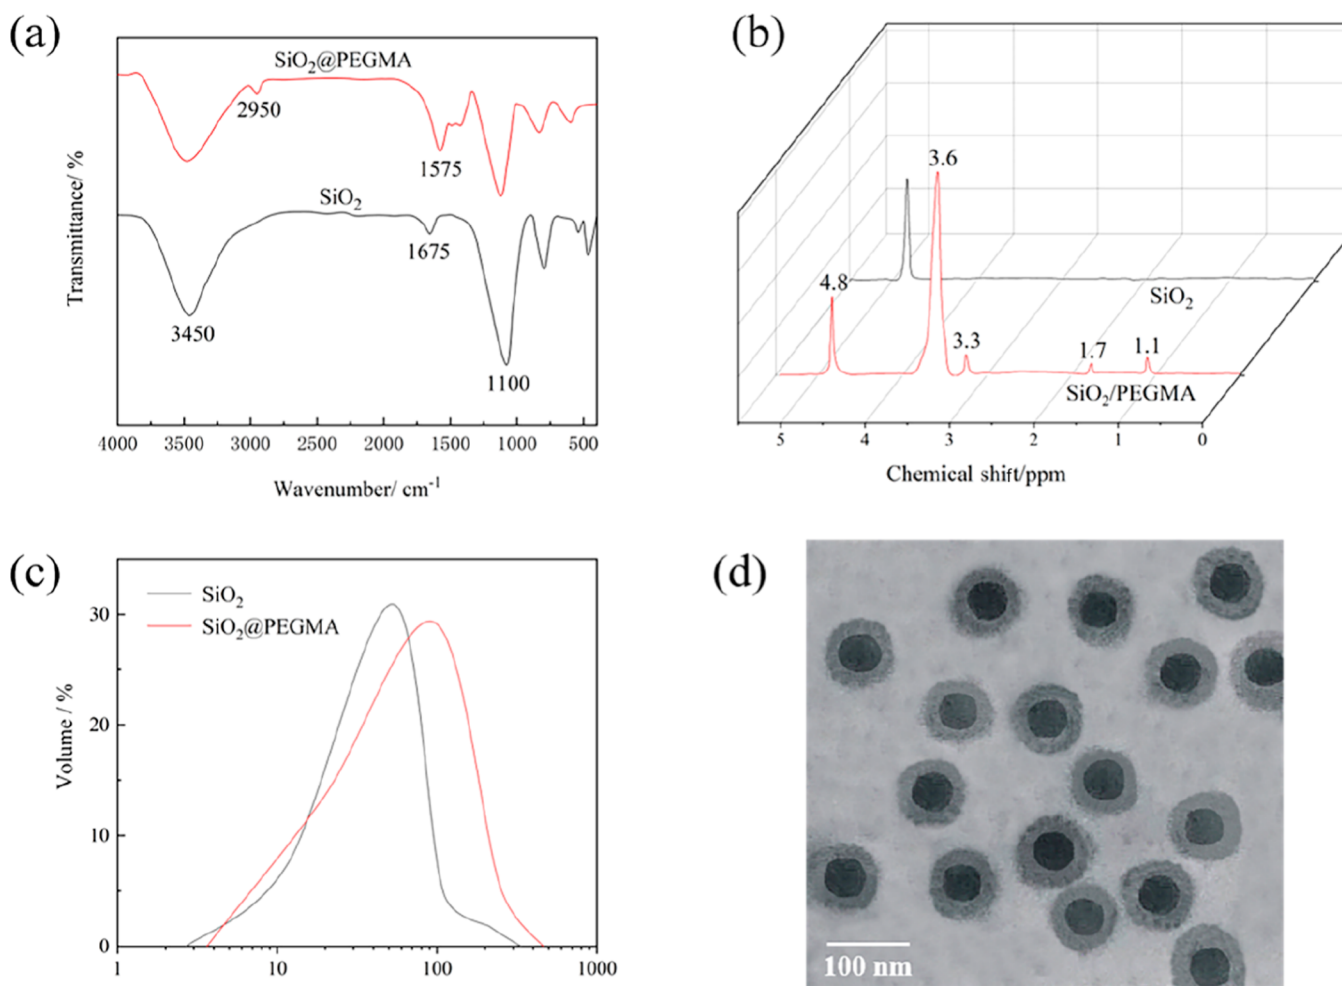 (a)
SiO₂@PEGMA
2950
1575
SiO₂
1675
3450
1100
Transmittance/ %
4000 3500 3000 2500 2000 1500 1000 500
Wavenumber/ cm⁻¹
(b)
3.6
4.8
3.3
1.7
1.1
SiO₂
SiO₂/PEGMA
5 4 3 2 1 0
Chemical shift/ppm
(c)
SiO₂
SiO₂@PEGMA
Volume / %
30
20
10
0
1 10 100 1000
(d)
100 nm